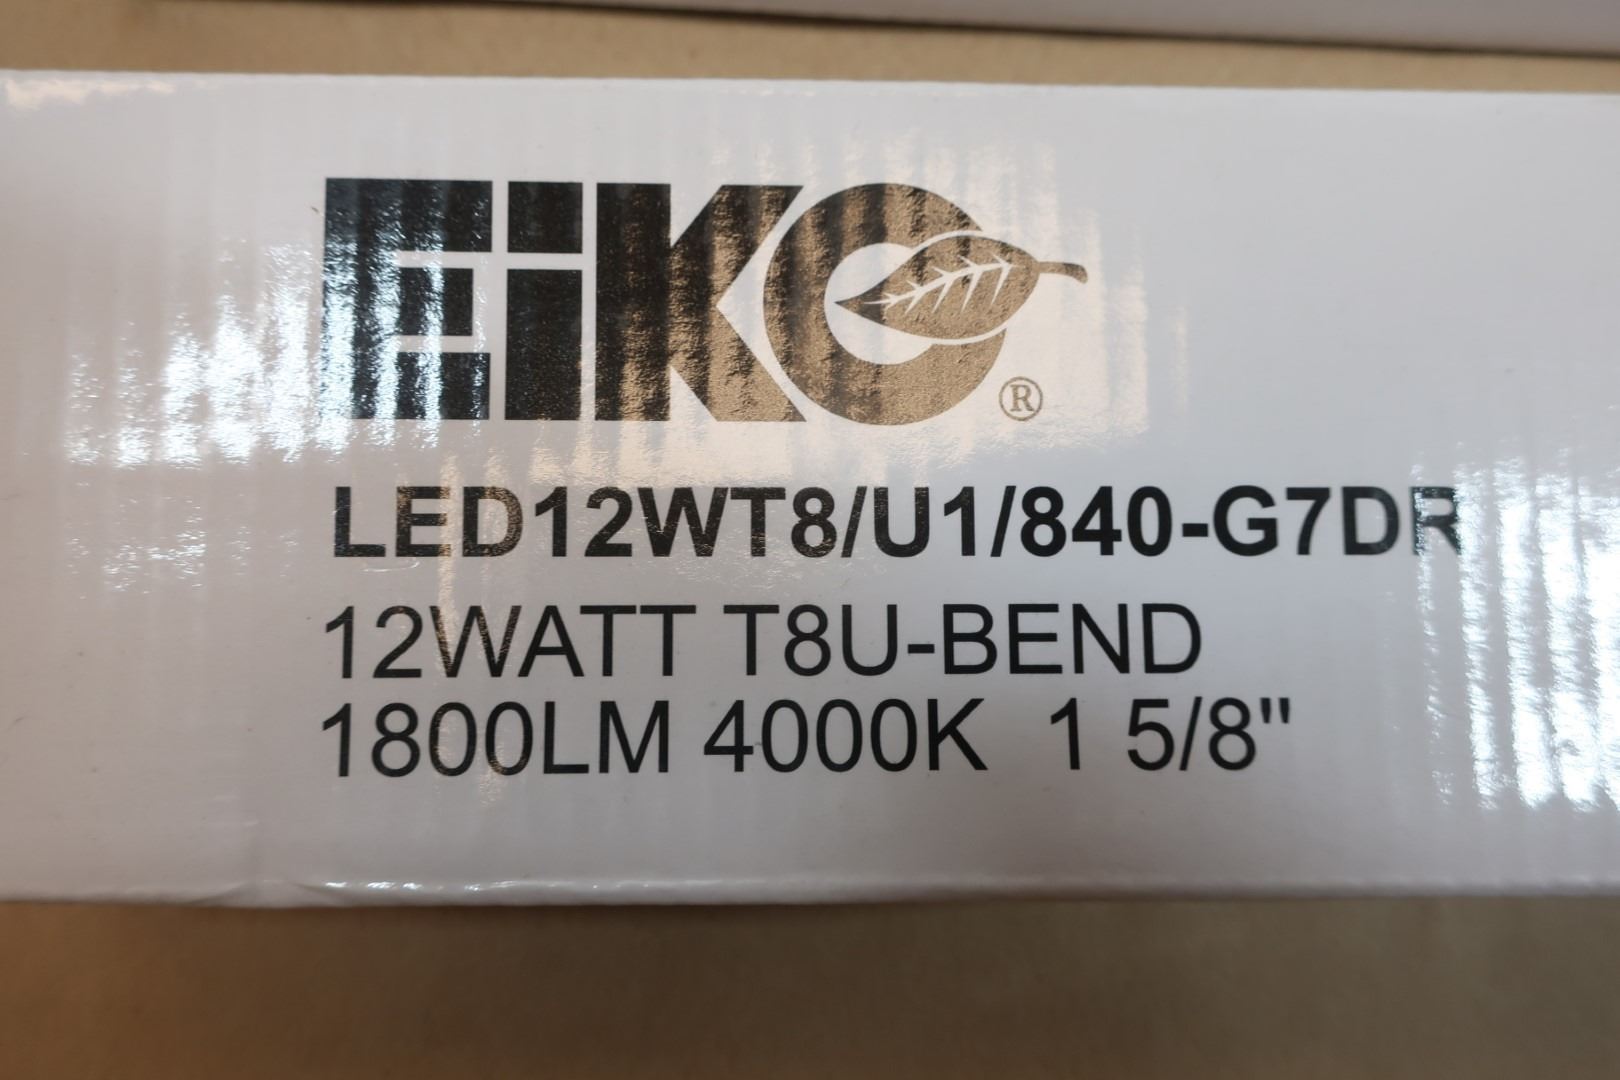 EiKO®
LED12WT8/U1/840-G7DR
12WATT T8U-BEND
1800LM 4000K 1 5/8"